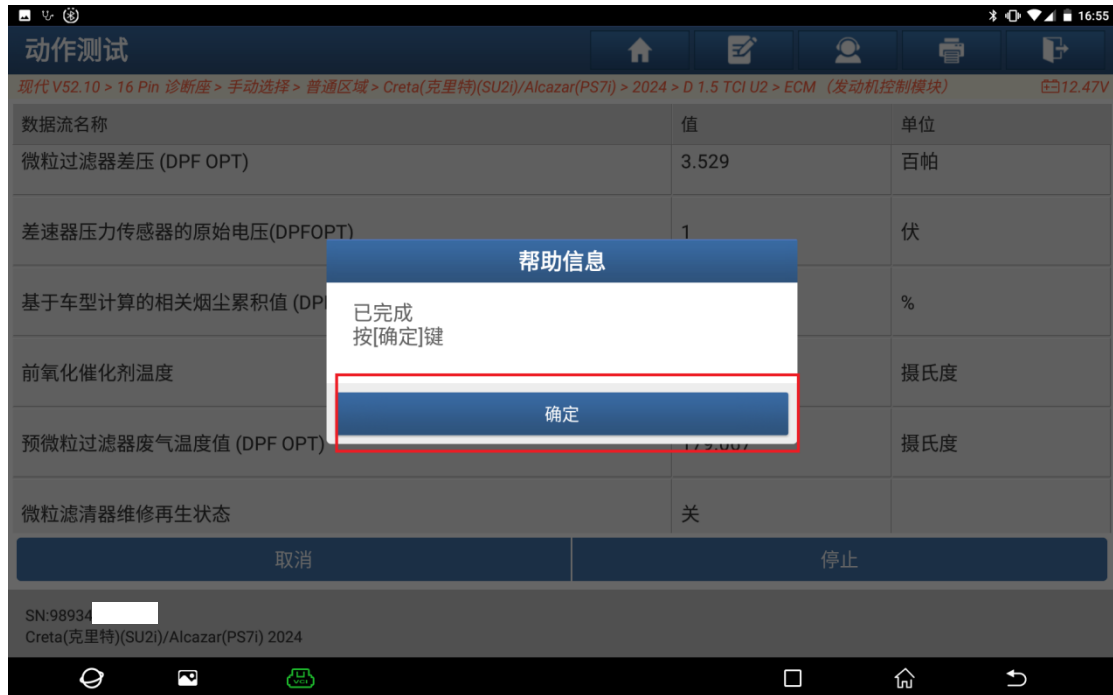 16:55
动作测试
现代 V52.10 > 16 Pin 诊断座 > 手动选择 > 普通区域 > Creta(克里特)(SU2i)/Alcazar(PS7i) > 2024 > D 1.5 TCI U2 > ECM（发动机控制模块） 12.47V
数据流名称 值 单位
微粒过滤器差压 (DPF OPT) 3.529 百帕
差速器压力传感器的原始电压(DPFOPT) 1 伏
帮助信息
基于车型计算的相关烟尘累积值 (DP %
已完成
按[确定]键
前氧化催化剂温度 摄氏度
确定
预微粒过滤器废气温度值 (DPF OPT) 摄氏度
微粒滤清器维修再生状态 关
取消 停止
SN:98934
Creta(克里特)(SU2i)/Alcazar(PS7i) 2024
VCI